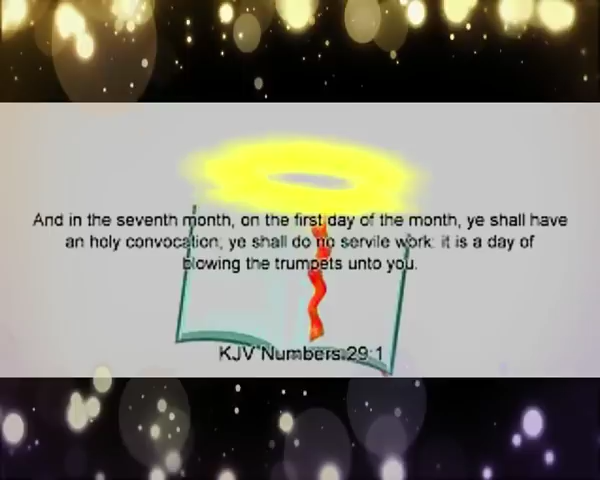 And in the seventh month, on the first day of the month, ye shall have
an holy convocation; ye shall do no servile work: it is a day of
blowing the trumpets unto you.
KJV Numbers 29:1